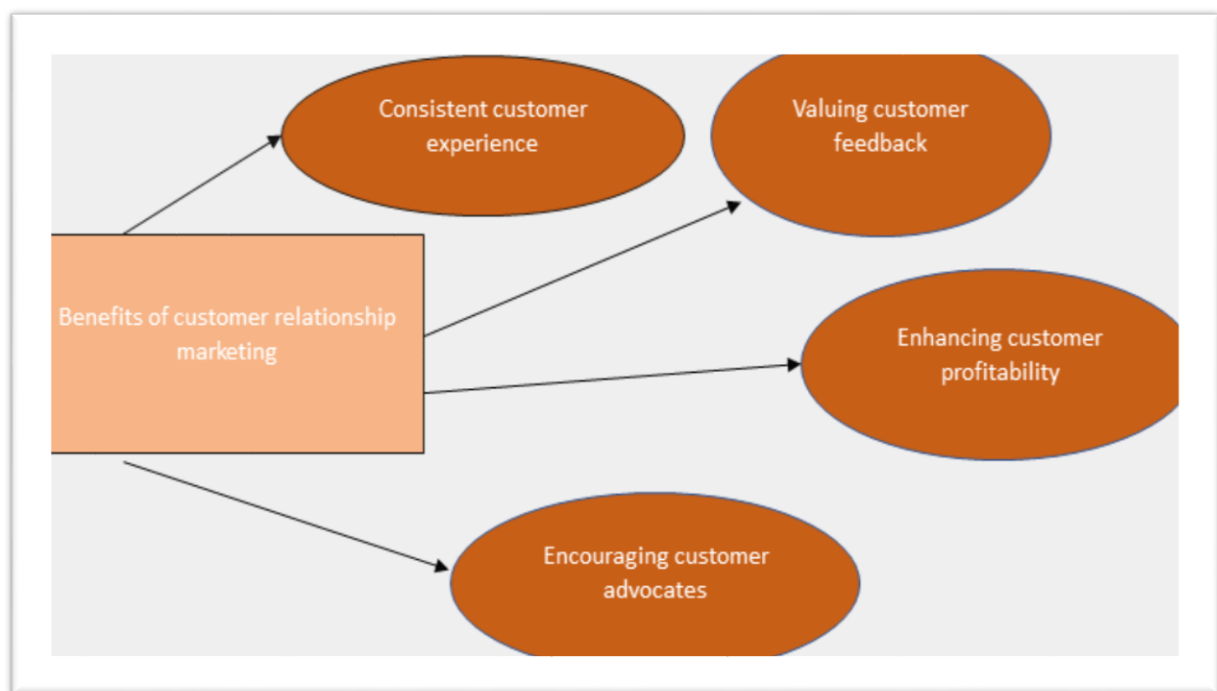 Consistent customer
experience
Valuing customer
feedback
Benefits of customer relationship
marketing
Enhancing customer
profitability
Encouraging customer
advocates